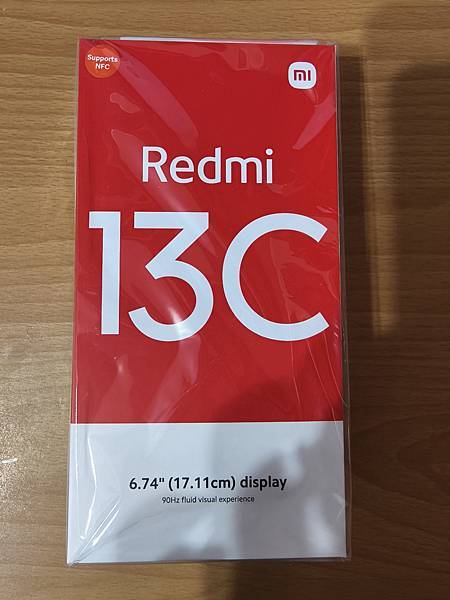 Supports
NFC
mi
Redmi
13C
6.74" (17.11cm) display
90Hz fluid visual experience